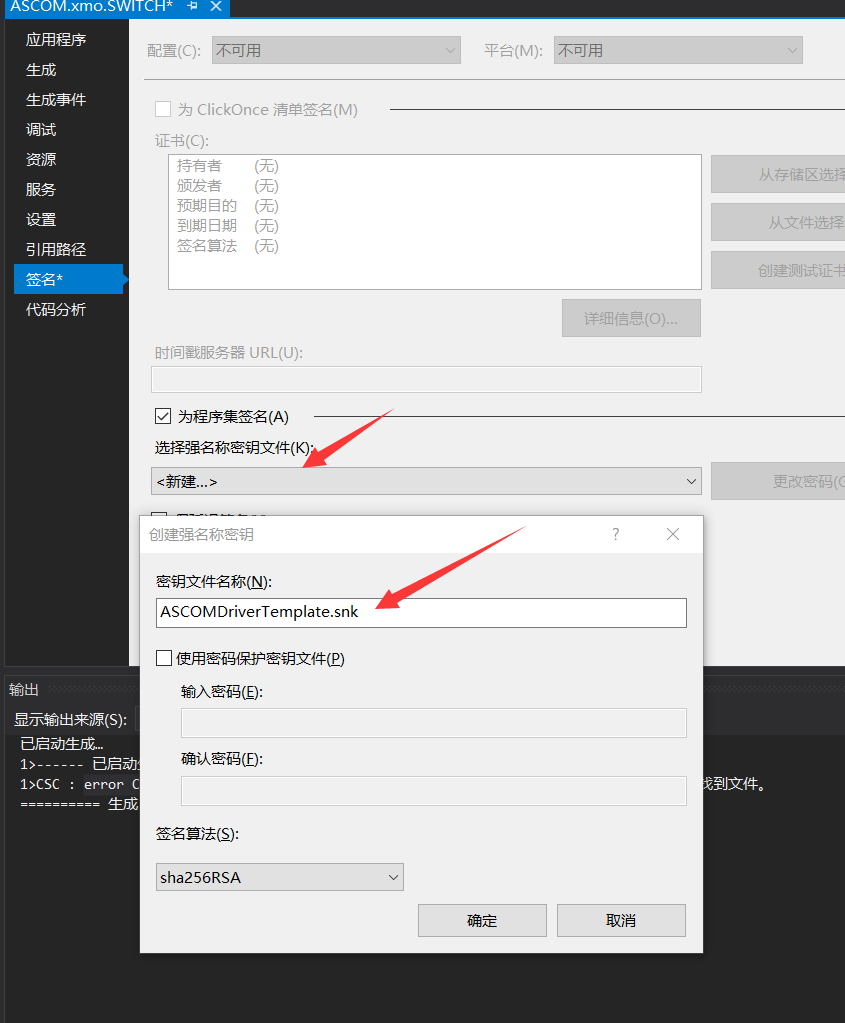 ASCOM.xmo.SWITCH*
应用程序
生成
生成事件
调试
资源
服务
设置
引用路径
签名*
代码分析
配置(C): 不可用 平台(M): 不可用
为 ClickOnce 清单签名(M)
证书(C):
持有者 (无)
颁发者 (无)
预期目的 (无)
到期日期 (无)
签名算法 (无)
从存储区选择
从文件选择
创建测试证书
详细信息(O)...
时间戳服务器 URL(U):
为程序集签名(A)
选择强名称密钥文件(K):
<新建...>
更改密码(
创建强名称密钥
密钥文件名称(N):
ASCOMDriverTemplate.snk
使用密码保护密钥文件(P)
输入密码(E):
确认密码(F):
签名算法(S):
sha256RSA
确定 取消
输出
显示输出来源(S):
已启动生成…
1>------ 已启动
1>CSC : error 找到文件。
========== 生成